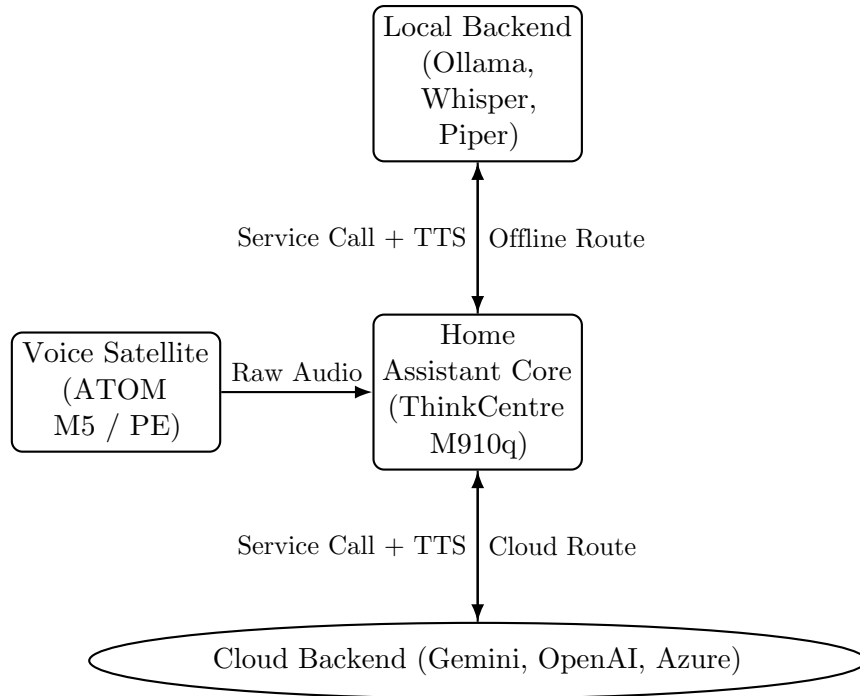 Local Backend
(Ollama,
Whisper,
Piper)
Service Call + TTS
Offline Route
Voice Satellite
(ATOM
M5 / PE)
Raw Audio
Home
Assistant Core
(ThinkCentre
M910q)
Service Call + TTS
Cloud Route
Cloud Backend (Gemini, OpenAI, Azure)